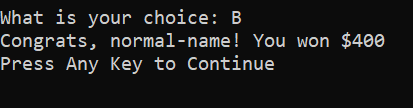 What is your choice: B
Congrats, normal-name! You won $400
Press Any Key to Continue